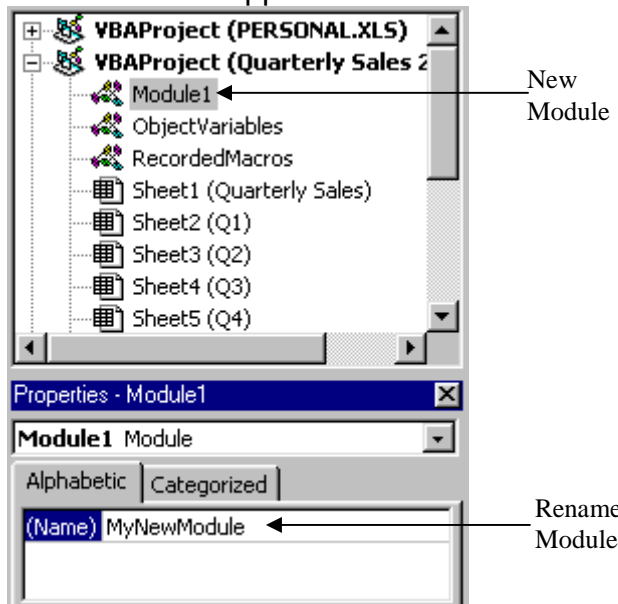 VBAProject (PERSONAL.XLS)
VBAProject (Quarterly Sales 2
Module1
ObjectVariables
RecordedMacros
Sheet1 (Quarterly Sales)
Sheet2 (Q1)
Sheet3 (Q2)
Sheet4 (Q3)
Sheet5 (Q4)
New
Module
Properties - Module1
Module1 Module
Alphabetic Categorized
(Name) MyNewModule
Rename
Module